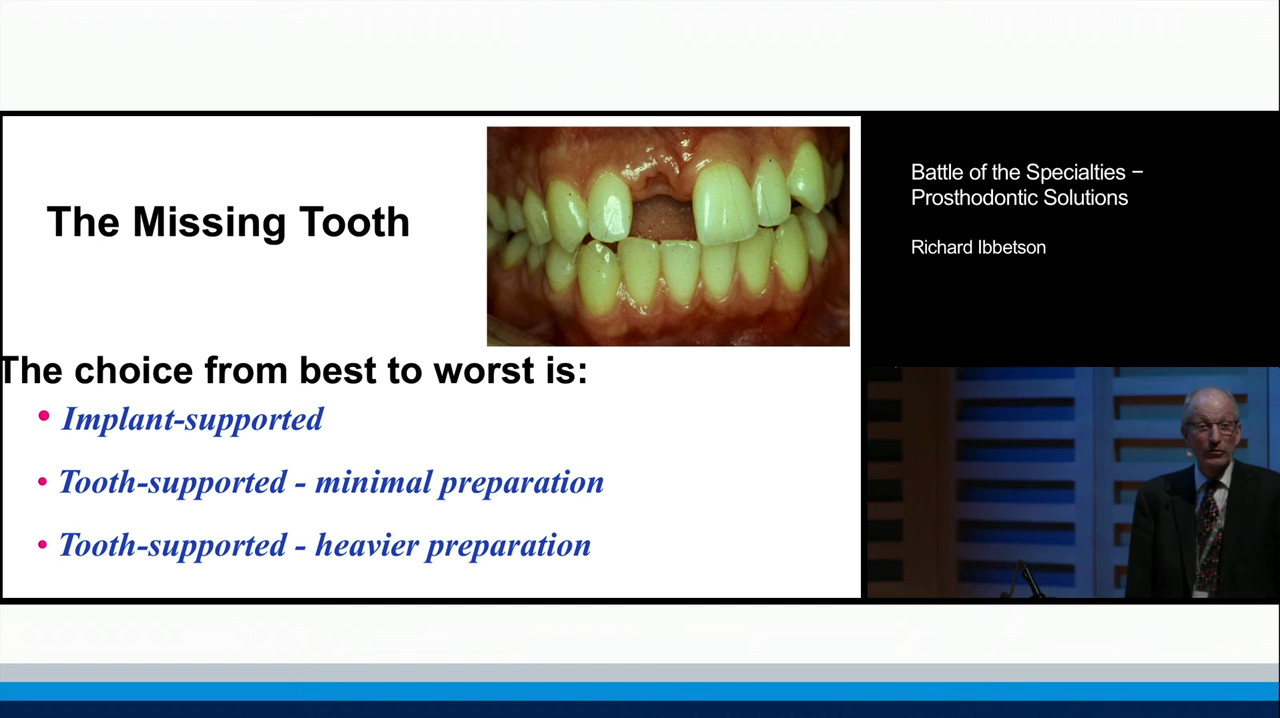 The Missing Tooth
The choice from best to worst is:
• Implant-supported
• Tooth-supported - minimal preparation
• Tooth-supported - heavier preparation
Battle of the Specialties –
Prosthodontic Solutions
Richard Ibbetson